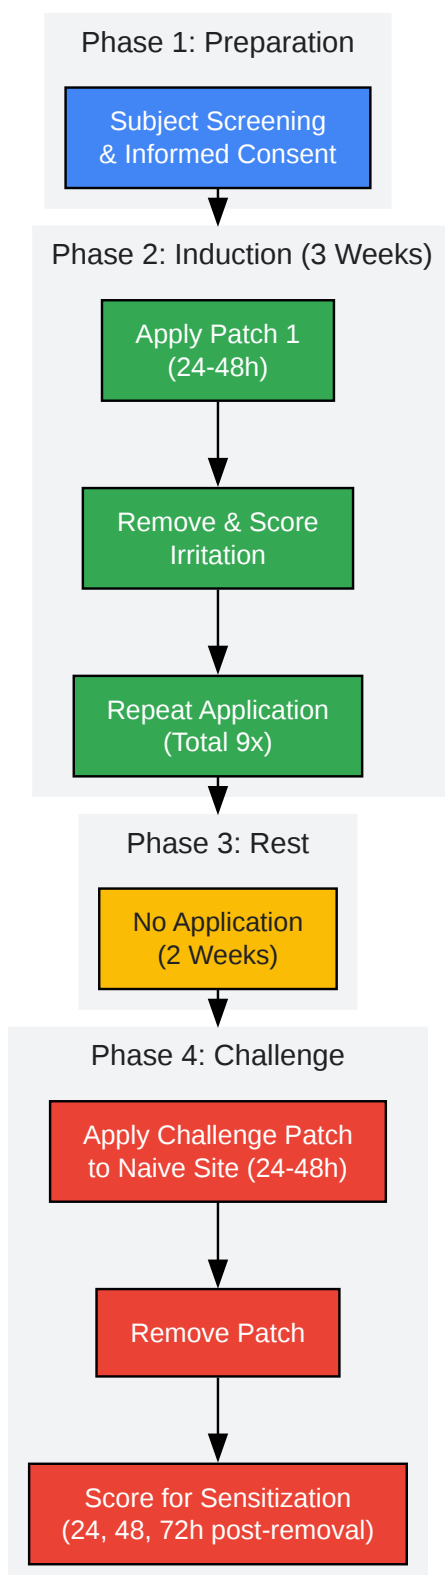 Phase 1: Preparation
Subject Screening
& Informed Consent
Phase 2: Induction (3 Weeks)
Apply Patch 1
(24-48h)
Remove & Score
Irritation
Repeat Application
(Total 9x)
Phase 3: Rest
No Application
(2 Weeks)
Phase 4: Challenge
Apply Challenge Patch
to Naive Site (24-48h)
Remove Patch
Score for Sensitization
(24, 48, 72h post-removal)